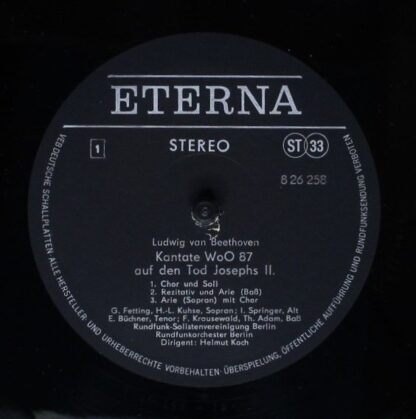 ETERNA
1
STEREO
ST 33
8 26 258
Ludwig van Beethoven
Kantate WoO 87
auf den Tod Josephs II.
1. Chor und Soli
2. Rezitativ und Arie (Baß)
3. Arie (Sopran) mit Chor
G. Fetting, H.-L. Kuhse, Sopran; I. Springer, Alt
E. Büchner, Tenor; F. Krausewald, Th. Adam, Baß
Rundfunk-Solistenvereinigung Berlin
Rundfunkorchester Berlin
Dirigent: Helmut Koch
VEB DEUTSCHE SCHALLPLATTEN · ALLE HERSTELLER- UND URHEBERRECHTE VORBEHALTEN · ÜBERSPIELUNG, ÖFFENTLICHE AUFFÜHRUNG UND RUNDFUNKSENDUNG VERBOTEN